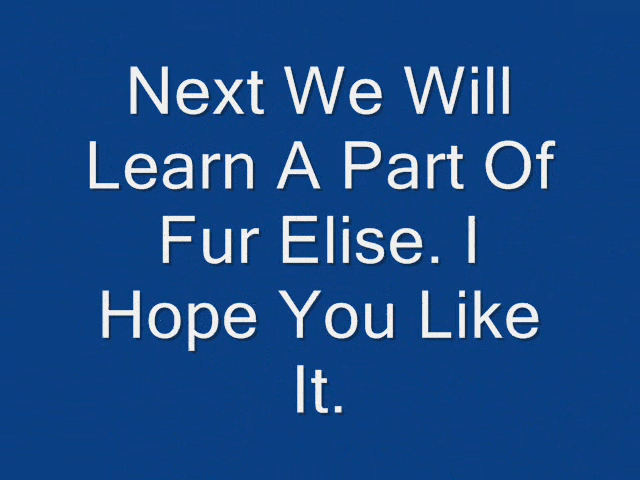 Next We Will
Learn A Part Of
Fur Elise. I
Hope You Like
It.